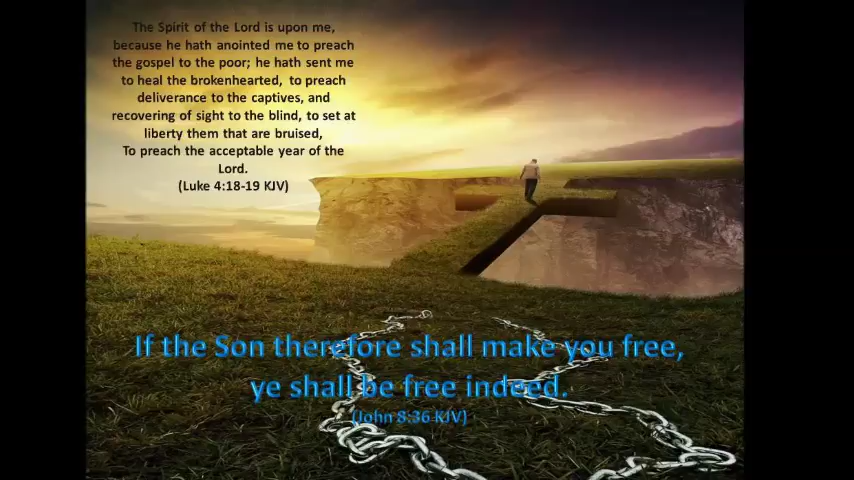 The Spirit of the Lord is upon me,
because he hath anointed me to preach
the gospel to the poor; he hath sent me
to heal the brokenhearted, to preach
deliverance to the captives, and
recovering of sight to the blind, to set at
liberty them that are bruised,
To preach the acceptable year of the
Lord.
(Luke 4:18-19 KJV)
If the Son therefore shall make you free,
ye shall be free indeed.
(John 8:36 KJV)